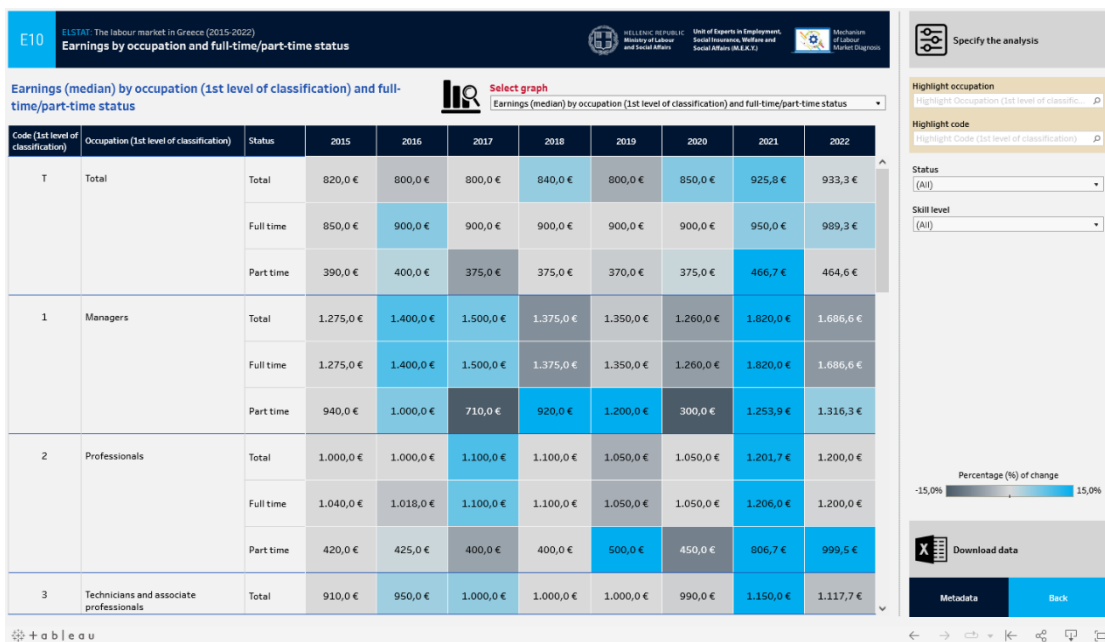 E10
ELSTAT: The labour market in Greece (2015-2022)
Earnings by occupation and full-time/part-time status
HELLENIC REPUBLIC
Ministry of Labour
and Social Affairs
Unit of Experts in Employment,
Social Insurance, Welfare and
Social Affairs (M.E.K.Y.)
Mechanism
of Labour
Market Diagnosis
Specify the analysis
Earnings (median) by occupation (1st level of classification) and full-
time/part-time status
Select graph
Earnings (median) by occupation (1st level of classification) and full-time/part-time status
Highlight occupation
Highlight Occupation (1st level of classific...
Highlight code
Highlight Code (1st level of classification)
Status
(All)
Skill level
(All)
Code (1st level of
classification) Occupation (1st level of classification) Status 2015 2016 2017 2018 2019 2020 2021 2022
T Total Total 820,0 € 800,0 € 800,0 € 840,0 € 800,0 € 850,0 € 925,8 € 933,3 €
Full time 850,0 € 900,0 € 900,0 € 900,0 € 900,0 € 900,0 € 950,0 € 989,3 €
Part time 390,0 € 400,0 € 375,0 € 375,0 € 370,0 € 375,0 € 466,7 € 464,6 €
1 Managers Total 1.275,0 € 1.400,0 € 1.500,0 € 1.375,0 € 1.350,0 € 1.260,0 € 1.820,0 € 1.686,6 €
Full time 1.275,0 € 1.400,0 € 1.500,0 € 1.375,0 € 1.350,0 € 1.260,0 € 1.820,0 € 1.686,6 €
Part time 940,0 € 1.000,0 € 710,0 € 920,0 € 1.200,0 € 300,0 € 1.253,9 € 1.316,3 €
2 Professionals Total 1.000,0 € 1.000,0 € 1.100,0 € 1.100,0 € 1.050,0 € 1.050,0 € 1.201,7 € 1.200,0 €
Full time 1.040,0 € 1.018,0 € 1.100,0 € 1.100,0 € 1.050,0 € 1.050,0 € 1.206,0 € 1.200,0 €
Part time 420,0 € 425,0 € 400,0 € 400,0 € 500,0 € 450,0 € 806,7 € 999,5 €
3 Technicians and associate
professionals Total 910,0 € 950,0 € 1.000,0 € 1.000,0 € 1.000,0 € 990,0 € 1.150,0 € 1.117,7 €
Percentage (%) of change
-15,0% 15,0%
Download data
Metadata
Back
+ableau